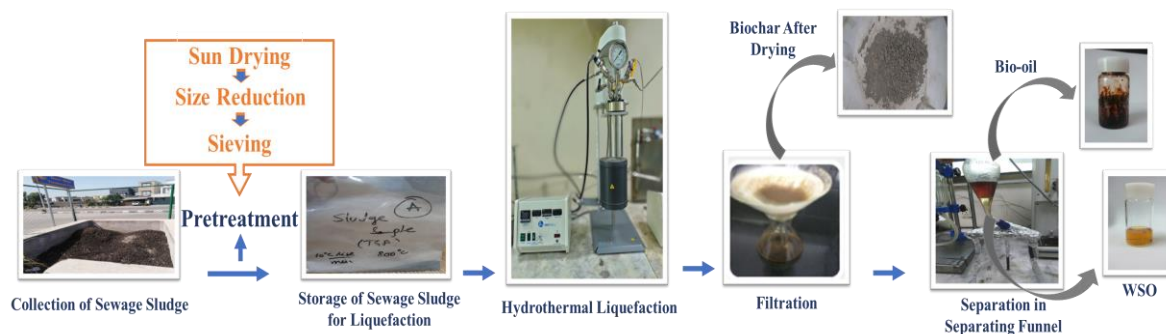 Sun Drying
Size Reduction
Sieving
Pretreatment
Collection of Sewage Sludge
Sludge
(A)
800°C
Storage of Sewage Sludge
for Liquefaction
Hydrothermal Liquefaction
Biochar After
Drying
Filtration
Bio-oil
Separation in
Separating Funnel
WSO